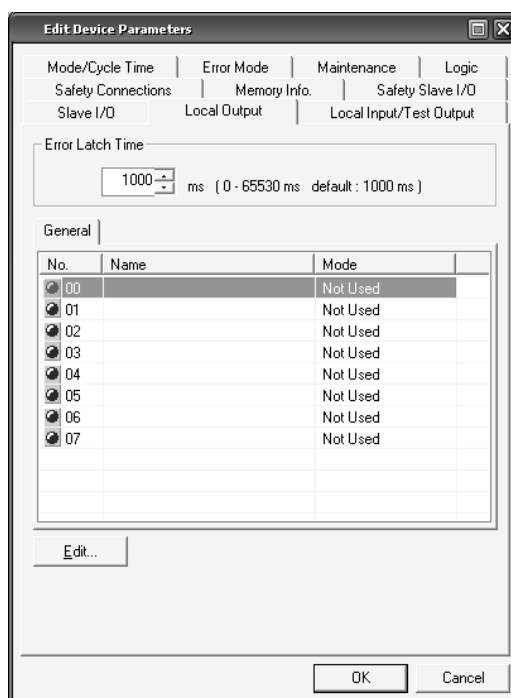 Edit Device Parameters
Mode/Cycle Time Error Mode Maintenance Logic
Safety Connections Memory Info. Safety Slave I/O
Slave I/O Local Output Local Input/Test Output
Error Latch Time
1000 ms ( 0 - 65530 ms default : 1000 ms )
General
No. Name Mode
00 Not Used
01 Not Used
02 Not Used
03 Not Used
04 Not Used
05 Not Used
06 Not Used
07 Not Used
Edit...
OK Cancel